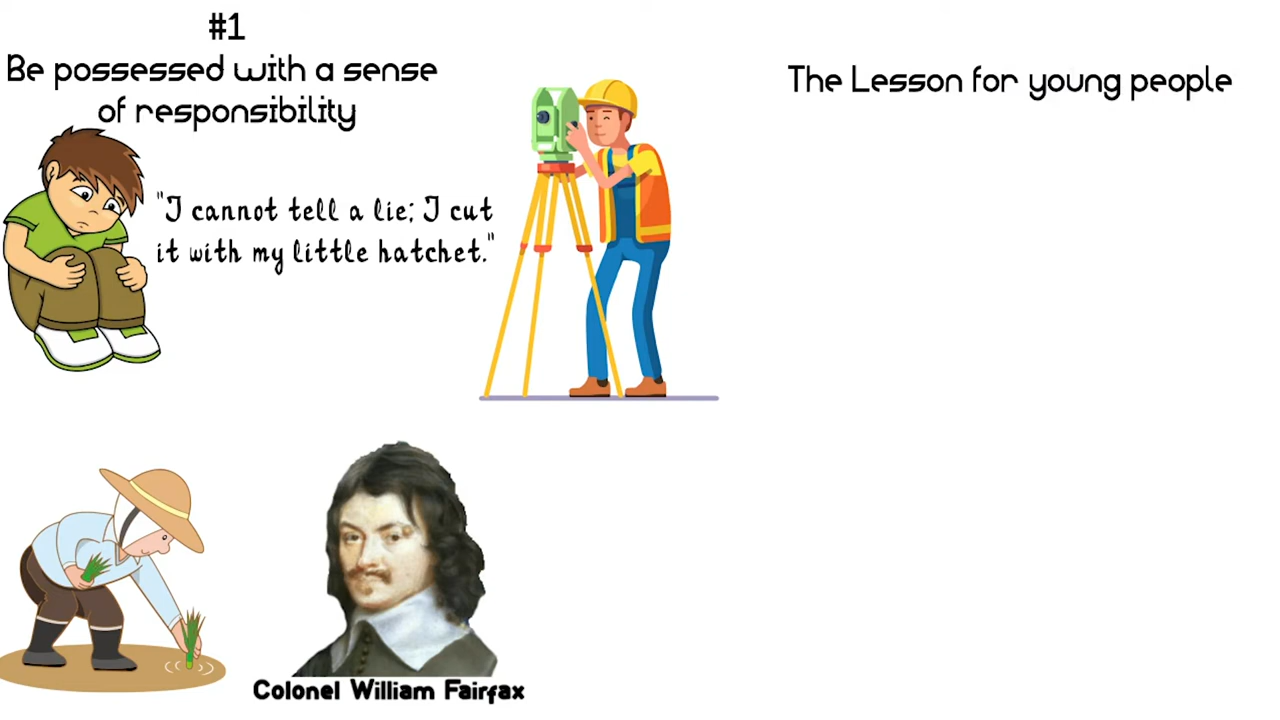 #1
Be possessed with a sense
of responsibility
"I cannot tell a lie; I cut
it with my little hatchet."
The Lesson for young people
Colonel William Fairfax